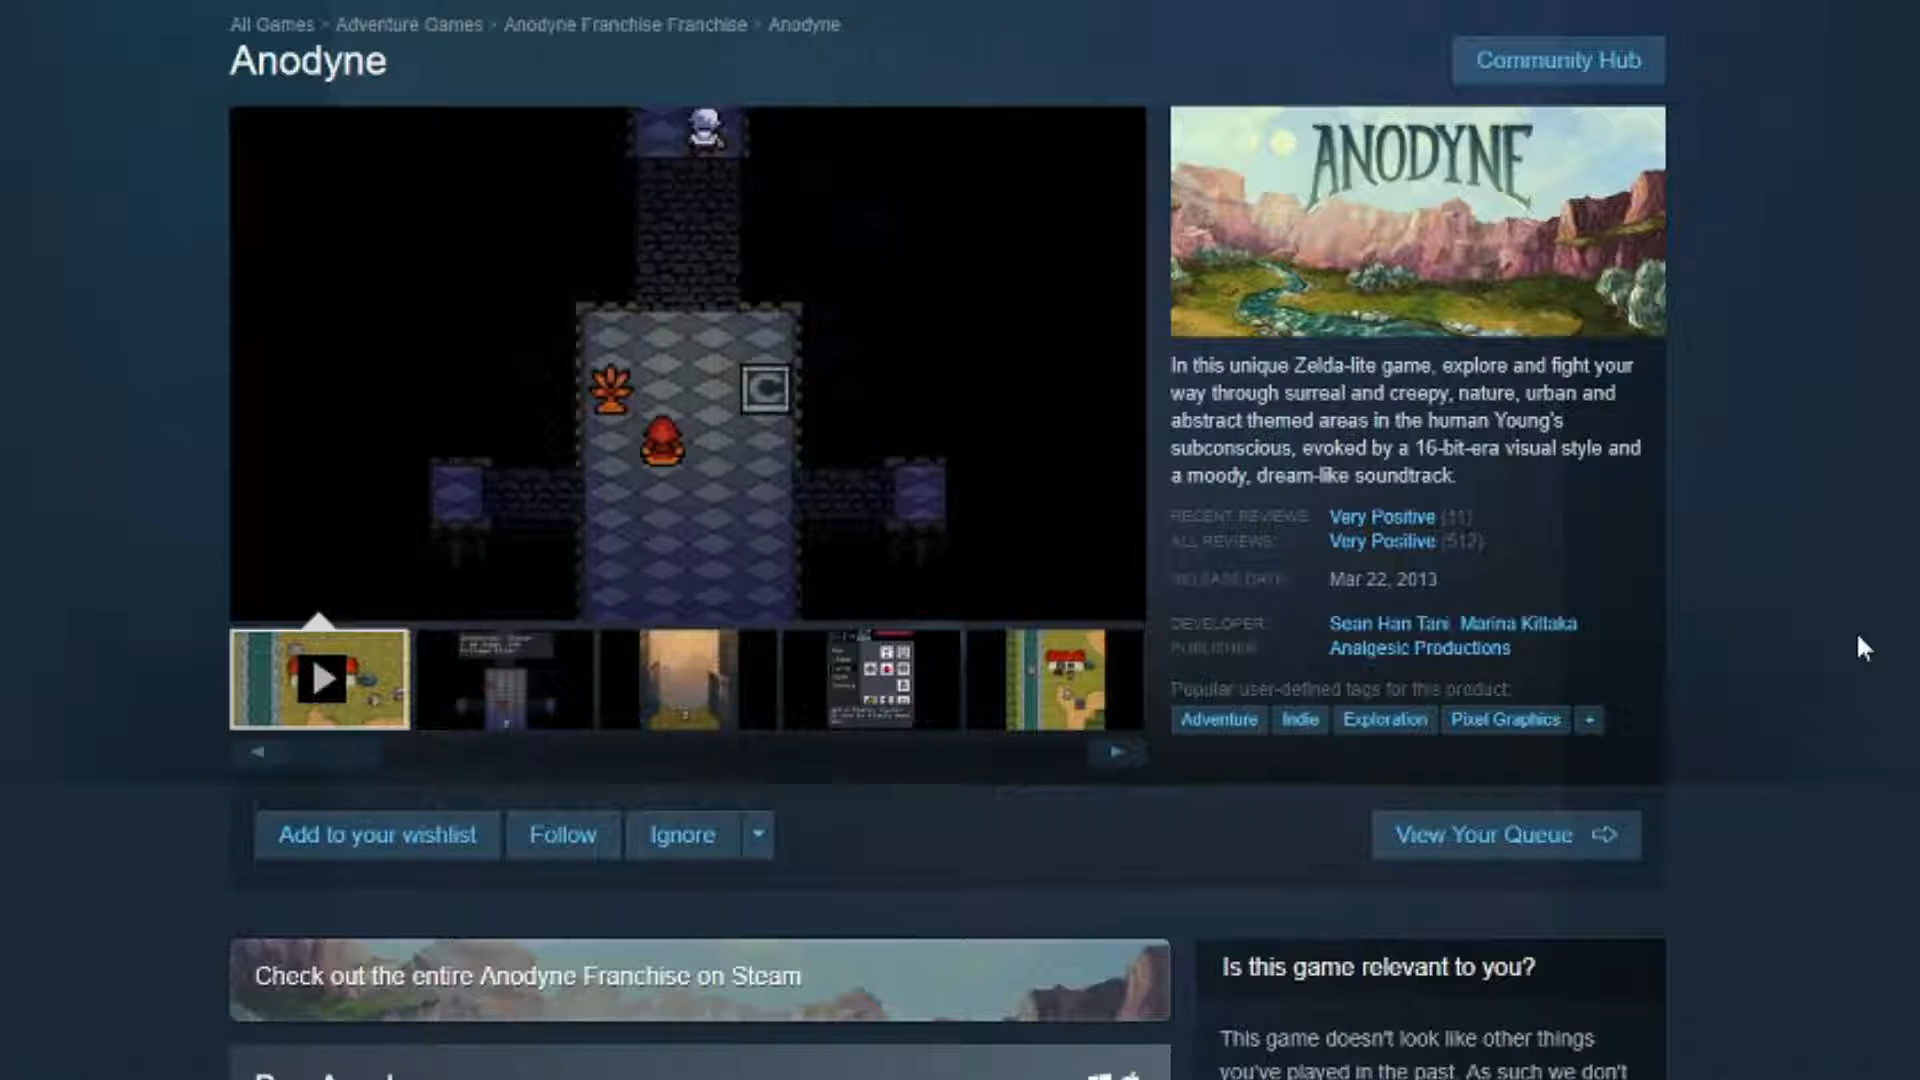 All Games > Adventure Games > Anodyne Franchise Franchise > Anodyne
Anodyne
Community Hub
ANODYNE
In this unique Zelda-lite game, explore and fight your
way through surreal and creepy, nature, urban and
abstract themed areas in the human Young's
subconscious, evoked by a 16-bit-era visual style and
a moody, dream-like soundtrack.
RECENT REVIEWS: Very Positive (11)
ALL REVIEWS: Very Positive (512)
RELEASE DATE: Mar 22, 2013
DEVELOPER: Sean Han Tani, Marina Kittaka
PUBLISHER: Analgesic Productions
Popular user-defined tags for this product:
Adventure Indie Exploration Pixel Graphics +
Add to your wishlist Follow Ignore
View Your Queue
Check out the entire Anodyne Franchise on Steam
Is this game relevant to you?
This game doesn't look like other things
you've played in the past. As such we don't